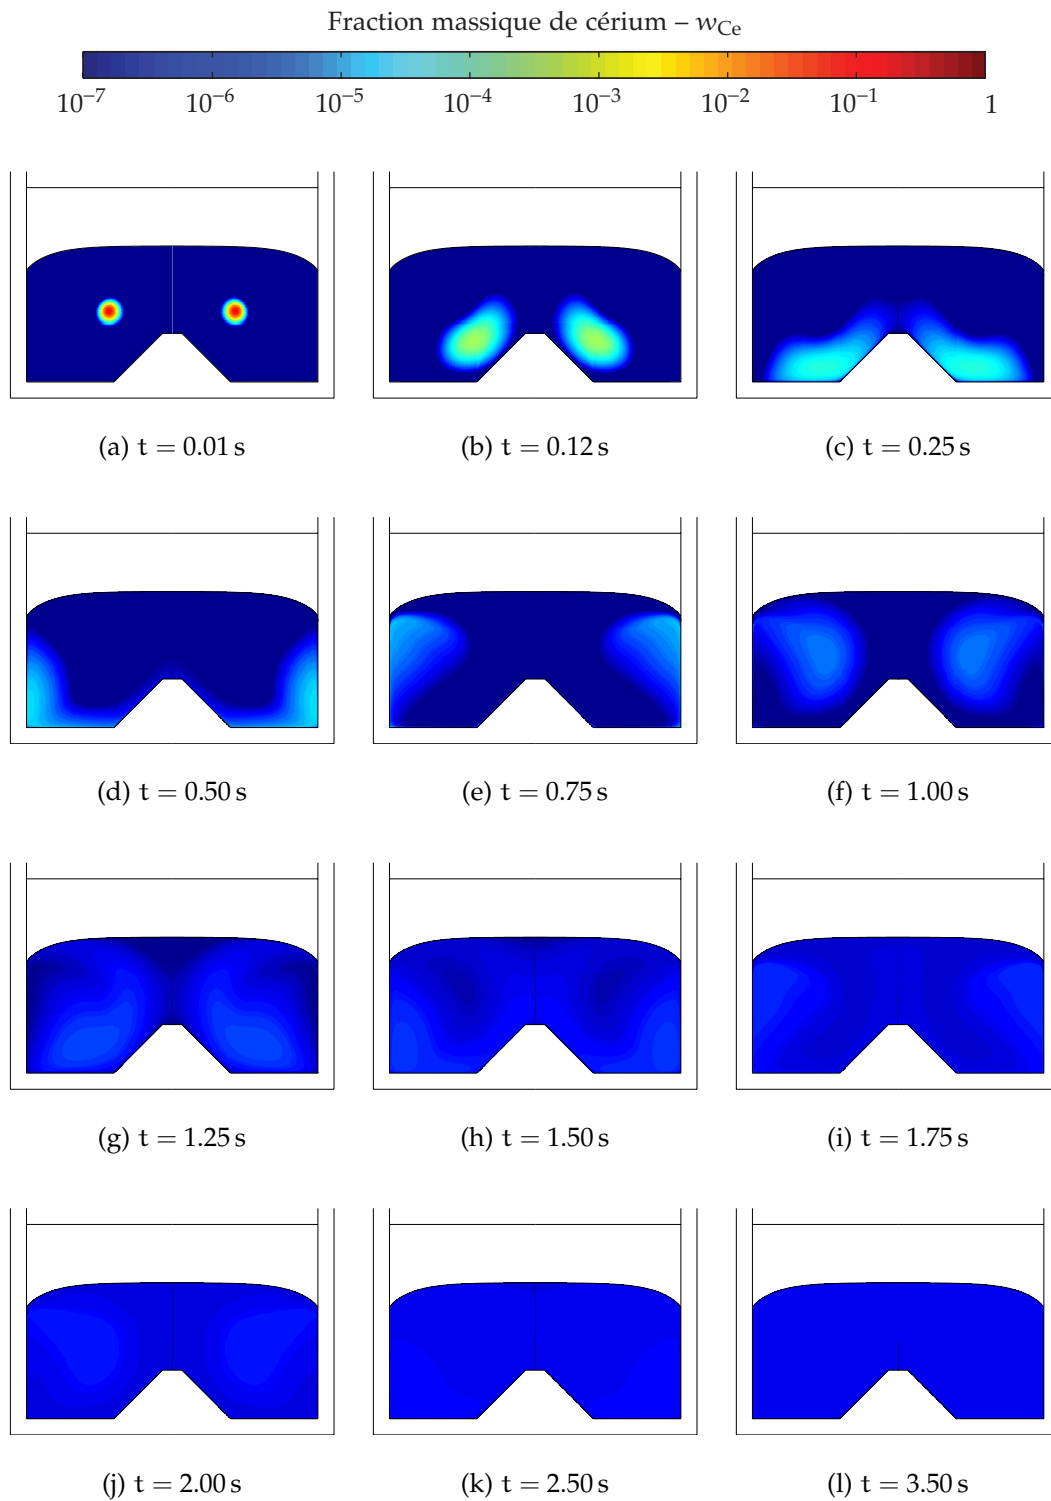 Fraction massique de cérium – w_Ce
10⁻⁷ 10⁻⁶ 10⁻⁵ 10⁻⁴ 10⁻³ 10⁻² 10⁻¹ 1
(a) t = 0.01 s (b) t = 0.12 s (c) t = 0.25 s
(d) t = 0.50 s (e) t = 0.75 s (f) t = 1.00 s
(g) t = 1.25 s (h) t = 1.50 s (i) t = 1.75 s
(j) t = 2.00 s (k) t = 2.50 s (l) t = 3.50 s